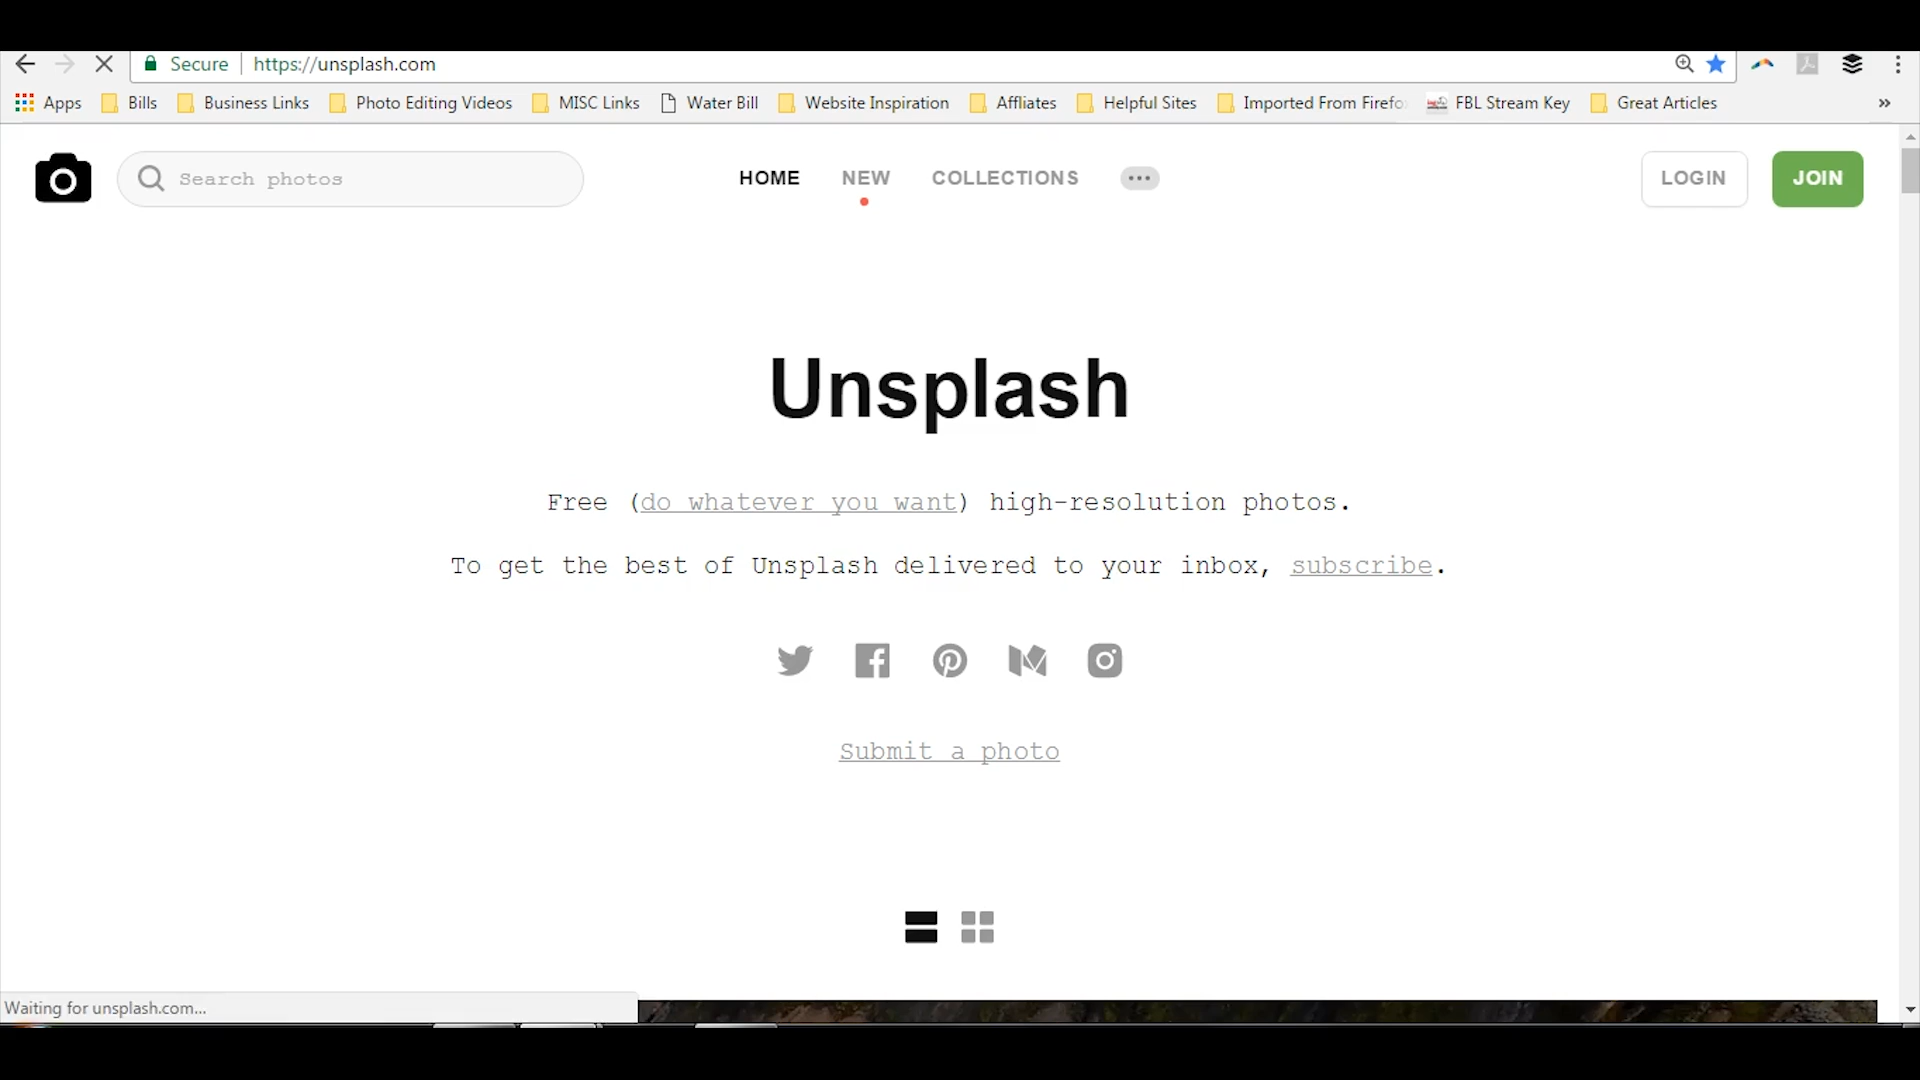 Secure https://unsplash.com
Apps Bills Business Links Photo Editing Videos MISC Links Water Bill Website Inspiration Affliates Helpful Sites Imported From Firefo FBL Stream Key Great Articles »
Search photos HOME NEW COLLECTIONS LOGIN JOIN
Unsplash
Free (do whatever you want) high-resolution photos.
To get the best of Unsplash delivered to your inbox, subscribe.
Submit a photo
Waiting for unsplash.com...